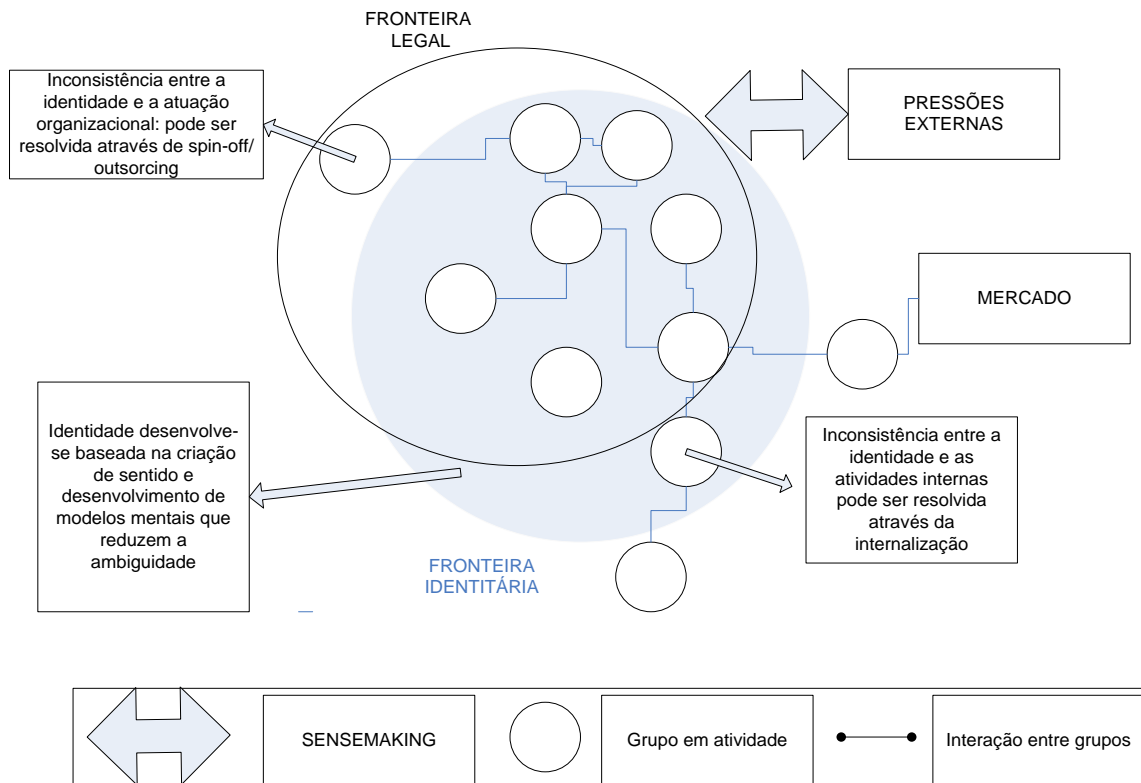 FRONTEIRA
LEGAL
Inconsistência entre a
identidade e a atuação
organizacional: pode ser
resolvida através de spin-off/
outsorcing
PRESSÕES
EXTERNAS
MERCADO
Identidade desenvolve-
se baseada na criação
de sentido e
desenvolvimento de
modelos mentais que
reduzem a
ambiguidade
Inconsistência entre a
identidade e as
atividades internas
pode ser resolvida
através da
internalização
FRONTEIRA
IDENTITÁRIA
SENSEMAKING
Grupo em atividade
Interação entre grupos